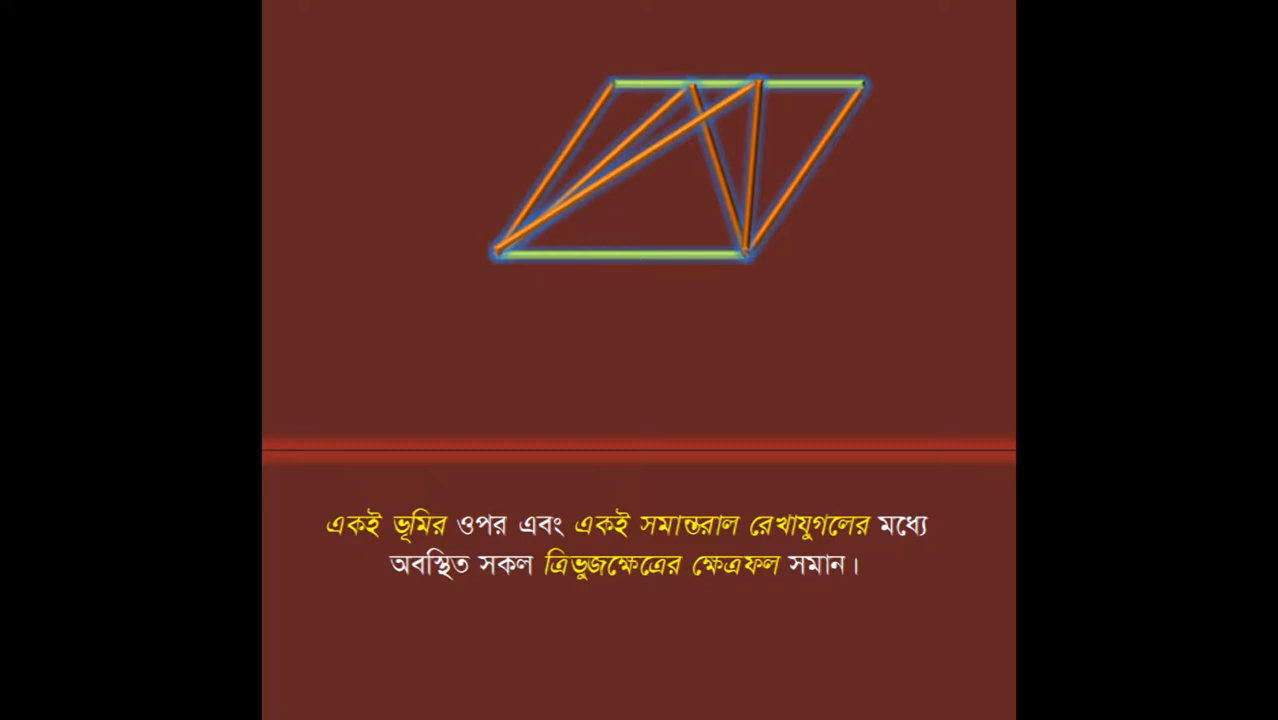 একই ভূমির ওপর এবং একই সমান্তরাল রেখাযুগলের মধ্যে
অবস্থিত সকল ত্রিভুজক্ষেত্রের ক্ষেত্রফল সমান।